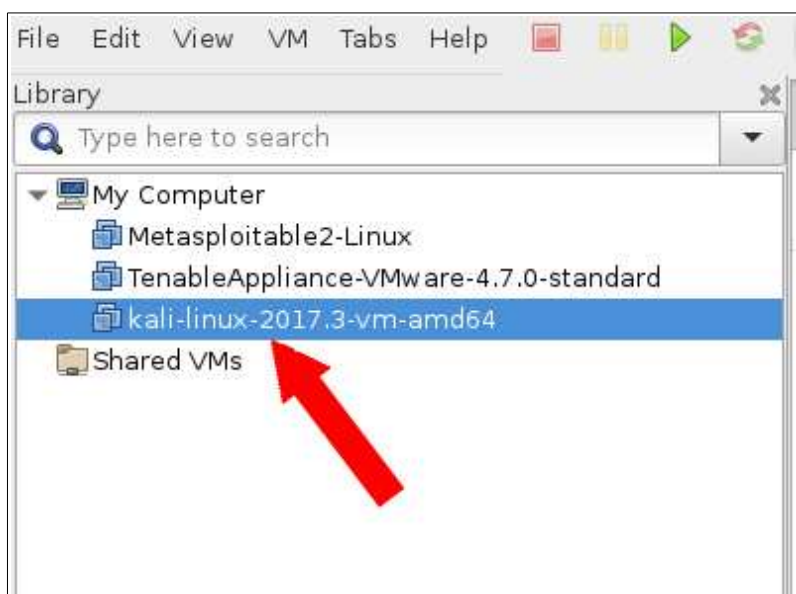 File Edit View VM Tabs Help
Library
Type here to search
My Computer
Metasploitable2-Linux
TenableAppliance-VMware-4.7.0-standard
kali-linux-2017.3-vm-amd64
Shared VMs